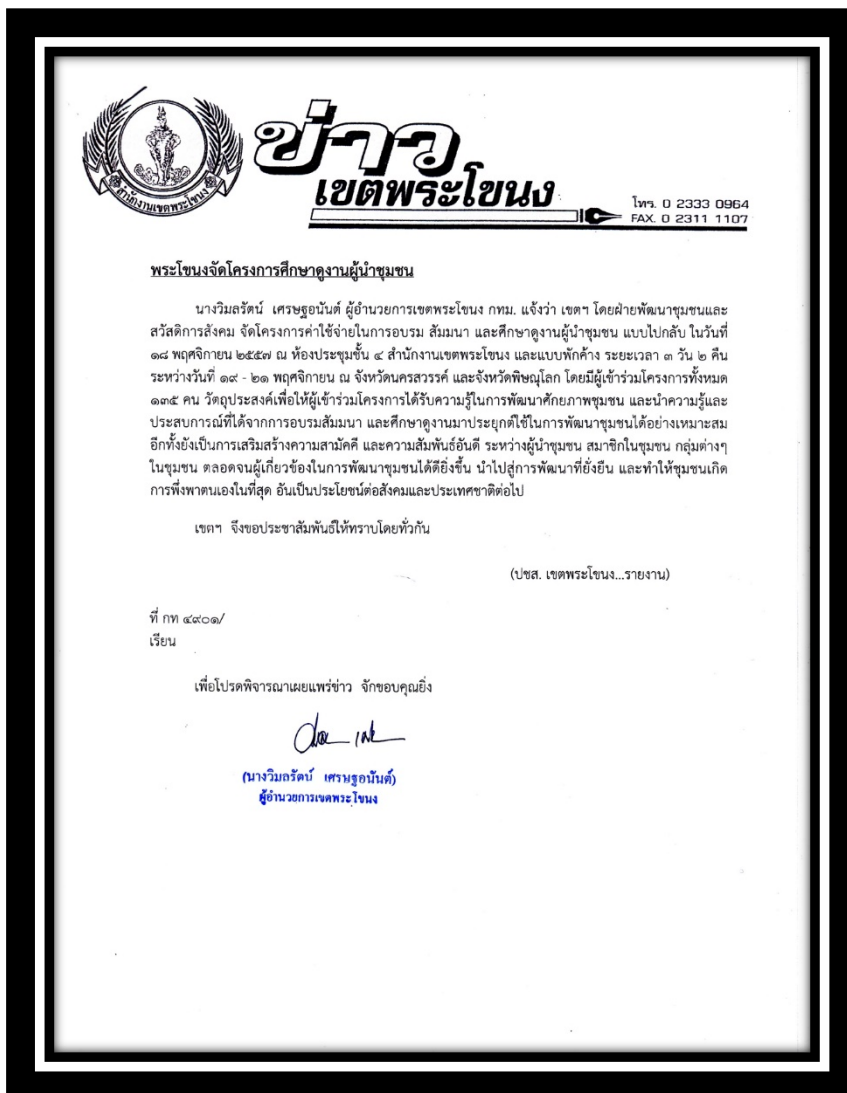 สำนักงานเขตพระโขนง
ข่าว
เขตพระโขนง
โทร. 0 2333 0964
FAX. 0 2311 1107
พระโขนงจัดโครงการศึกษาดูงานผู้นำชุมชน
นางวิมลรัตน์ เศรษฐอนันต์ ผู้อำนวยการเขตพระโขนง กทม. แจ้งว่า เขตฯ โดยฝ่ายพัฒนาชุมชนและ
สวัสดิการสังคม จัดโครงการค่าใช้จ่ายในการอบรม สัมมนา และศึกษาดูงานผู้นำชุมชน แบบไปกลับ ในวันที่
๑๘ พฤศจิกายน ๒๕๕๗ ณ ห้องประชุมชั้น ๔ สำนักงานเขตพระโขนง และแบบพักค้าง ระยะเวลา ๓ วัน ๒ คืน
ระหว่างวันที่ ๑๙ - ๒๑ พฤศจิกายน ณ จังหวัดนครสวรรค์ และจังหวัดพิษณุโลก โดยมีผู้เข้าร่วมโครงการทั้งหมด
๑๓๕ คน วัตถุประสงค์เพื่อให้ผู้เข้าร่วมโครงการได้รับความรู้ในการพัฒนาศักยภาพชุมชน และนำความรู้และ
ประสบการณ์ที่ได้จากการอบรมสัมมนา และศึกษาดูงานมาประยุกต์ใช้ในการพัฒนาชุมชนได้อย่างเหมาะสม
อีกทั้งยังเป็นการเสริมสร้างความสามัคคี และความสัมพันธ์อันดี ระหว่างผู้นำชุมชน สมาชิกในชุมชน กลุ่มต่างๆ
ในชุมชน ตลอดจนผู้เกี่ยวข้องในการพัฒนาชุมชนได้ดียิ่งขึ้น นำไปสู่การพัฒนาที่ยั่งยืน และทำให้ชุมชนเกิด
การพึ่งพาตนเองในที่สุด อันเป็นประโยชน์ต่อสังคมและประเทศชาติต่อไป
เขตฯ จึงขอประชาสัมพันธ์ให้ทราบโดยทั่วกัน
(ปชส. เขตพระโขนง...รายงาน)
ที่ กท ๔๙๐๑/
เรียน
เพื่อโปรดพิจารณาเผยแพร่ข่าว จักขอบคุณยิ่ง
(นางวิมลรัตน์ เศรษฐอนันต์)
ผู้อำนวยการเขตพระโขนง